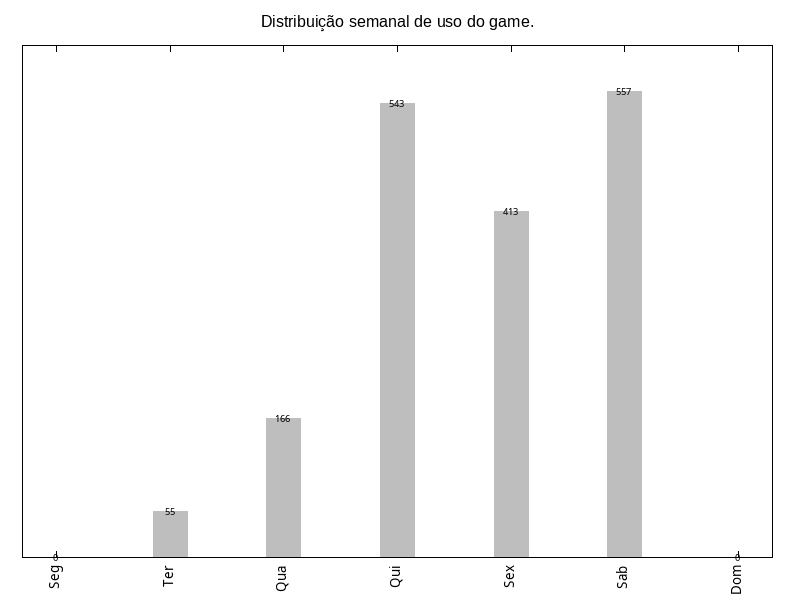 Distribuição semanal de uso do game.
557
543
413
166
55
0
0
Seg
Ter
Qua
Qui
Sex
Sab
Dom